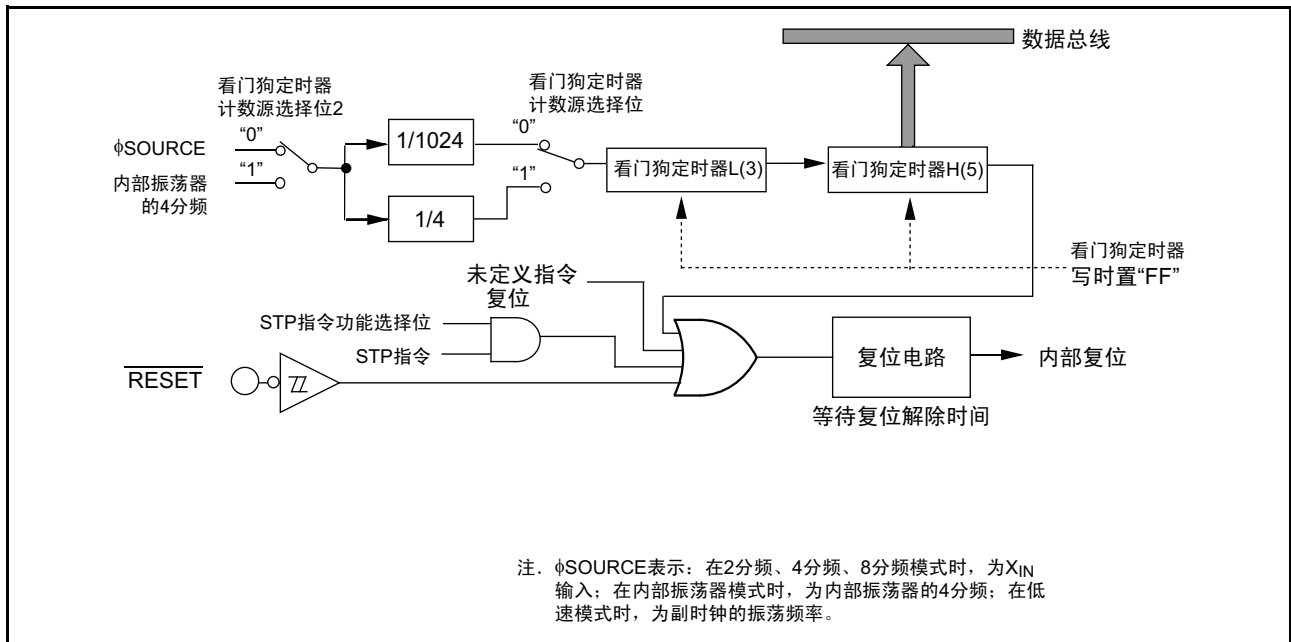 数据总线
看门狗定时器
计数源选择位2
看门狗定时器
计数源选择位
“0”
“0”
φSOURCE
1/1024
“1”
“1”
内部振荡器
的4分频
看门狗定时器L(3)
看门狗定时器H(5)
1/4
看门狗定时器
写时置“FF”
未定义指令
复位
STP指令功能选择位
STP指令
RESET
复位电路
内部复位
等待复位解除时间
注．φSOURCE表示：在2分频、4分频、8分频模式时，为XIN
输入；在内部振荡器模式时，为内部振荡器的4分频；在低
速模式时，为副时钟的振荡频率。